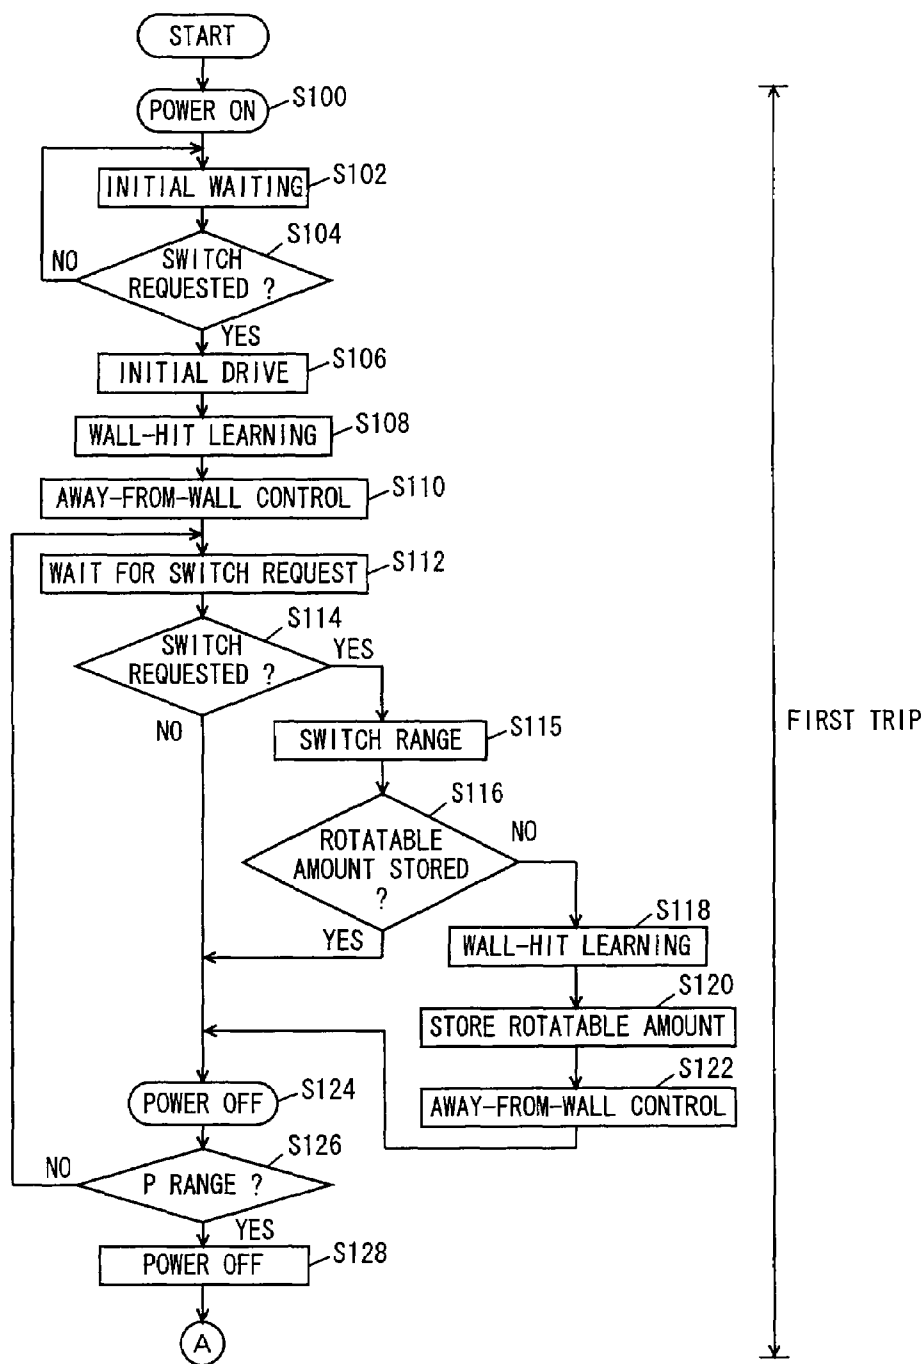 START
POWER ON
S100
INITIAL WAITING
S102
S104
NO
SWITCH
REQUESTED ?
YES
INITIAL DRIVE
S106
WALL-HIT LEARNING
S108
AWAY-FROM-WALL CONTROL
S110
WAIT FOR SWITCH REQUEST
S112
S114
SWITCH
REQUESTED ?
YES
NO
SWITCH RANGE
S115
FIRST TRIP
S116
ROTATABLE
AMOUNT STORED
?
NO
YES
S118
WALL-HIT LEARNING
S120
STORE ROTATABLE AMOUNT
S122
AWAY-FROM-WALL CONTROL
POWER OFF
S124
S126
NO
P RANGE ?
YES
POWER OFF
S128
A